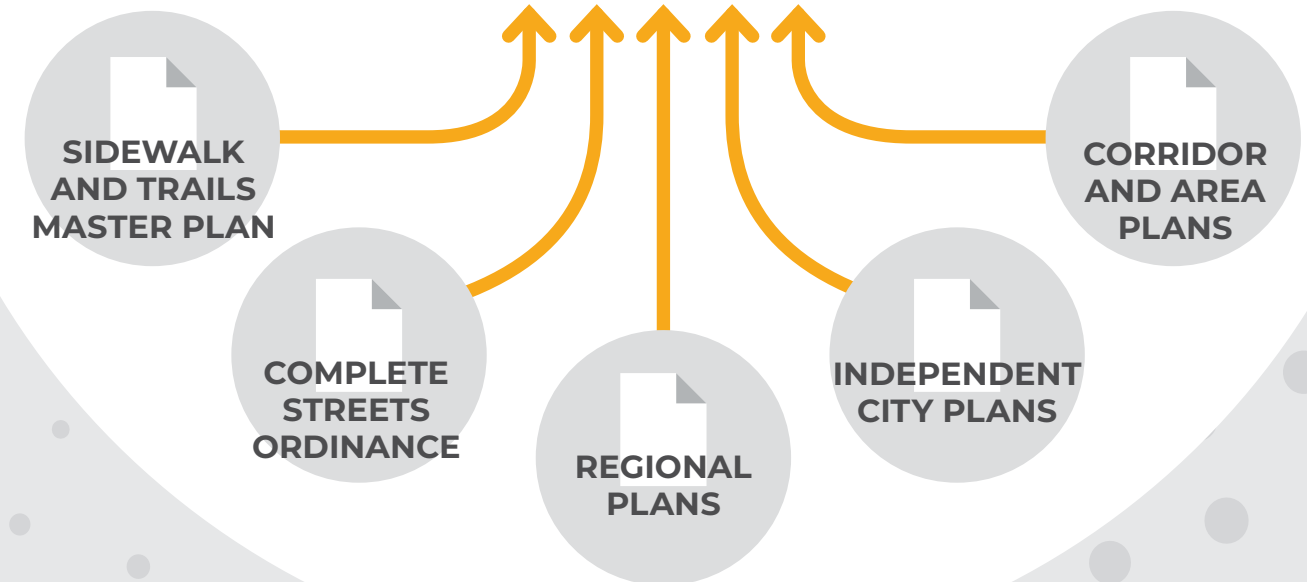 SIDEWALK
AND TRAILS
MASTER PLAN
COMPLETE
STREETS
ORDINANCE
REGIONAL
PLANS
INDEPENDENT
CITY PLANS
CORRIDOR
AND AREA
PLANS